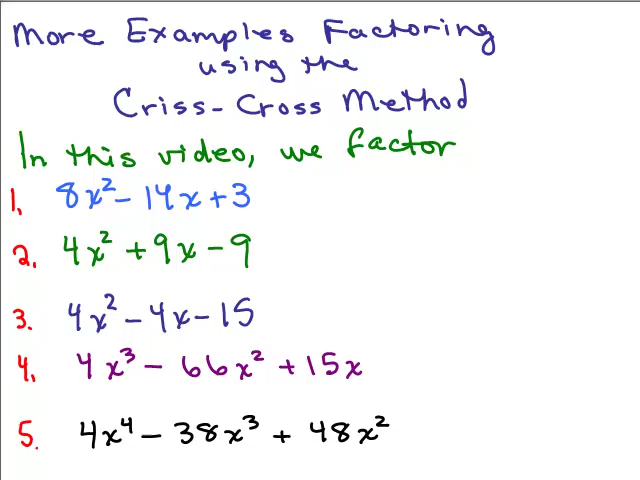 More Examples Factoring
using the
Criss-Cross Method
In this video, we factor
1. 8x² - 14x + 3
2. 4x² + 9x - 9
3. 4x² - 4x - 15
4. 4x³ - 66x² + 15x
5. 4x⁴ - 38x³ + 48x²